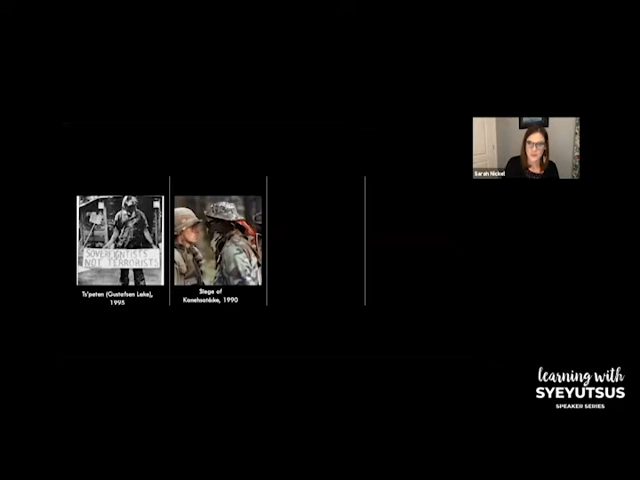 Sarah Nickel
SOVEREIGNTISTS
NOT TERRORISTS
Ts'peten (Gustafsen Lake),
1995
Siege of
Kanehsatà:ke, 1990
learning with
SYEYUTSUS
SPEAKER SERIES